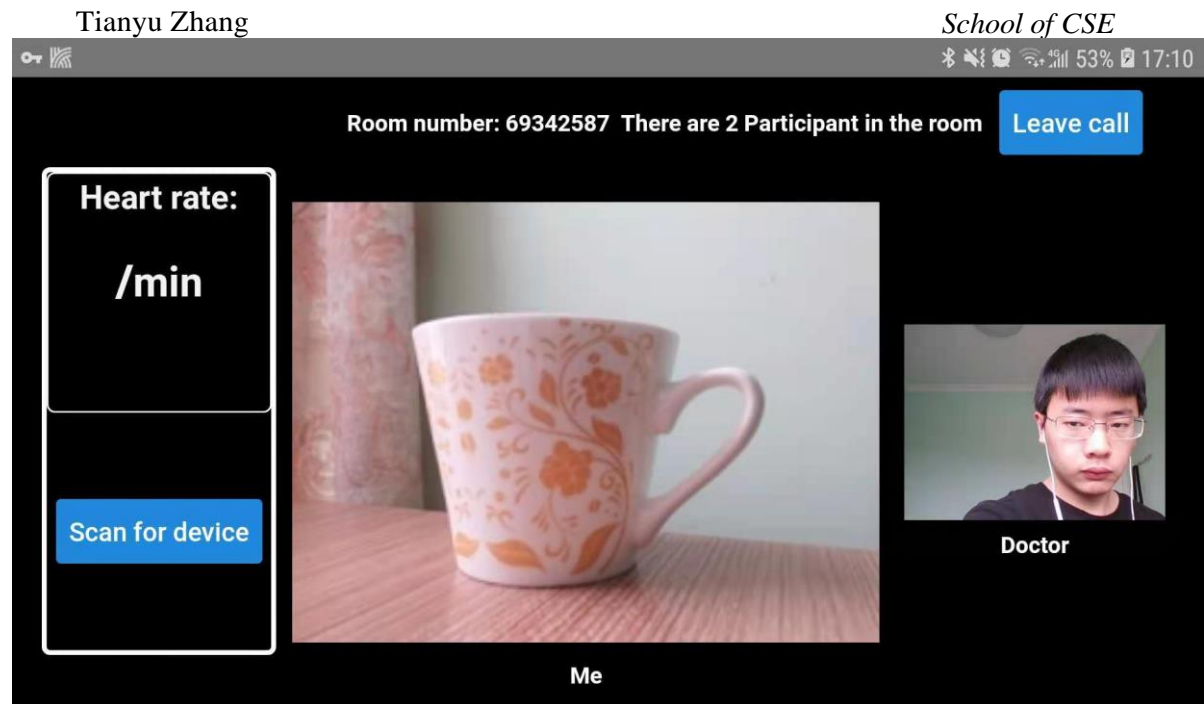 Tianyu Zhang School of CSE
53% 17:10
Room number: 69342587 There are 2 Participant in the room Leave call
Heart rate:
/min
Scan for device
Doctor
Me